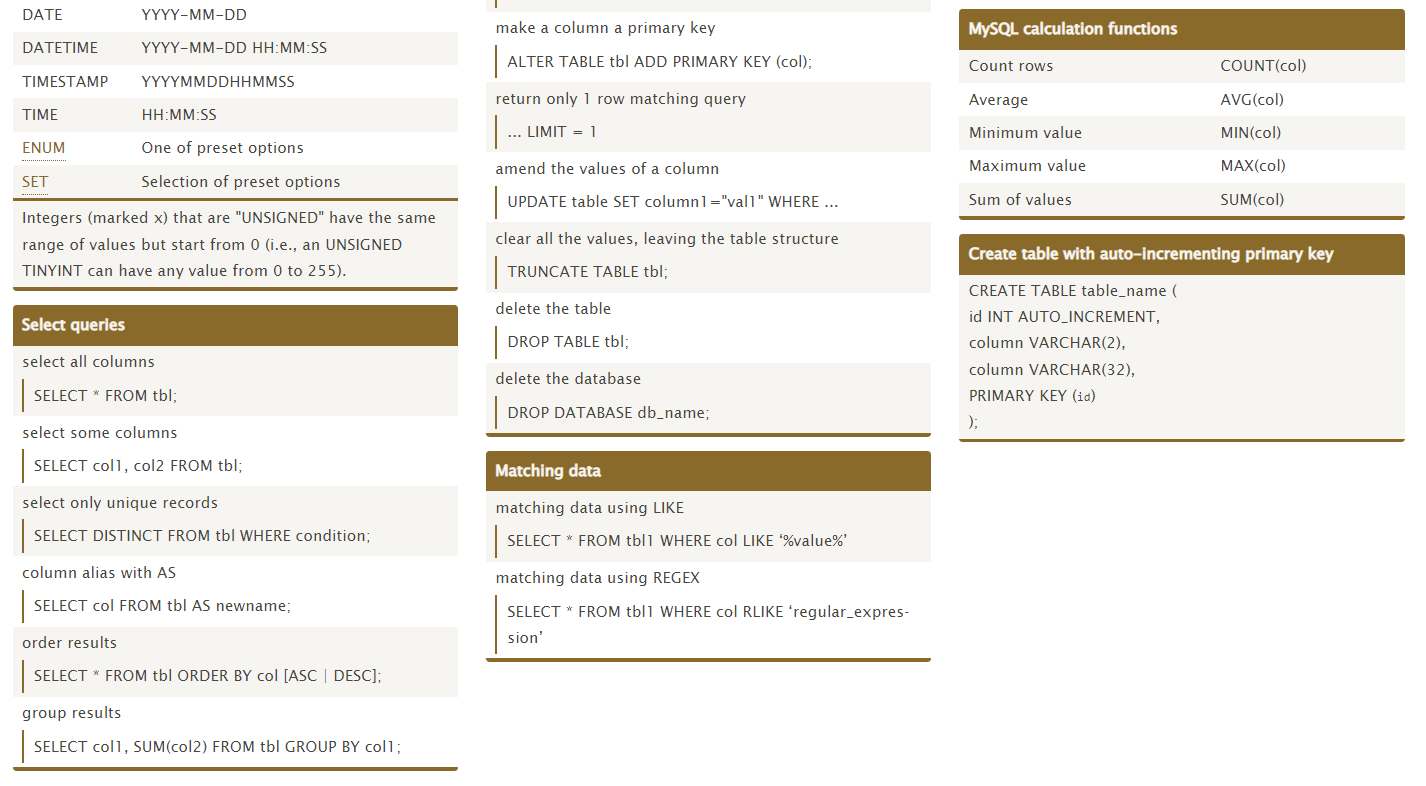 DATE YYYY-MM-DD
DATETIME YYYY-MM-DD HH:MM:SS
TIMESTAMP YYYYMMDDHHMMSS
TIME HH:MM:SS
ENUM One of preset options
SET Selection of preset options
Integers (marked x) that are "UNSIGNED" have the same
range of values but start from 0 (i.e., an UNSIGNED
TINYINT can have any value from 0 to 255).
Select queries
select all columns
SELECT * FROM tbl;
select some columns
SELECT col1, col2 FROM tbl;
select only unique records
SELECT DISTINCT FROM tbl WHERE condition;
column alias with AS
SELECT col FROM tbl AS newname;
order results
SELECT * FROM tbl ORDER BY col [ASC | DESC];
group results
SELECT col1, SUM(col2) FROM tbl GROUP BY col1;
make a column a primary key
ALTER TABLE tbl ADD PRIMARY KEY (col);
return only 1 row matching query
... LIMIT = 1
amend the values of a column
UPDATE table SET column1="val1" WHERE ...
clear all the values, leaving the table structure
TRUNCATE TABLE tbl;
delete the table
DROP TABLE tbl;
delete the database
DROP DATABASE db_name;
Matching data
matching data using LIKE
SELECT * FROM tbl1 WHERE col LIKE ‘%value%’
matching data using REGEX
SELECT * FROM tbl1 WHERE col RLIKE ‘regular_expres-
sion’
MySQL calculation functions
Count rows COUNT(col)
Average AVG(col)
Minimum value MIN(col)
Maximum value MAX(col)
Sum of values SUM(col)
Create table with auto-incrementing primary key
CREATE TABLE table_name (
id INT AUTO_INCREMENT,
column VARCHAR(2),
column VARCHAR(32),
PRIMARY KEY (id)
);